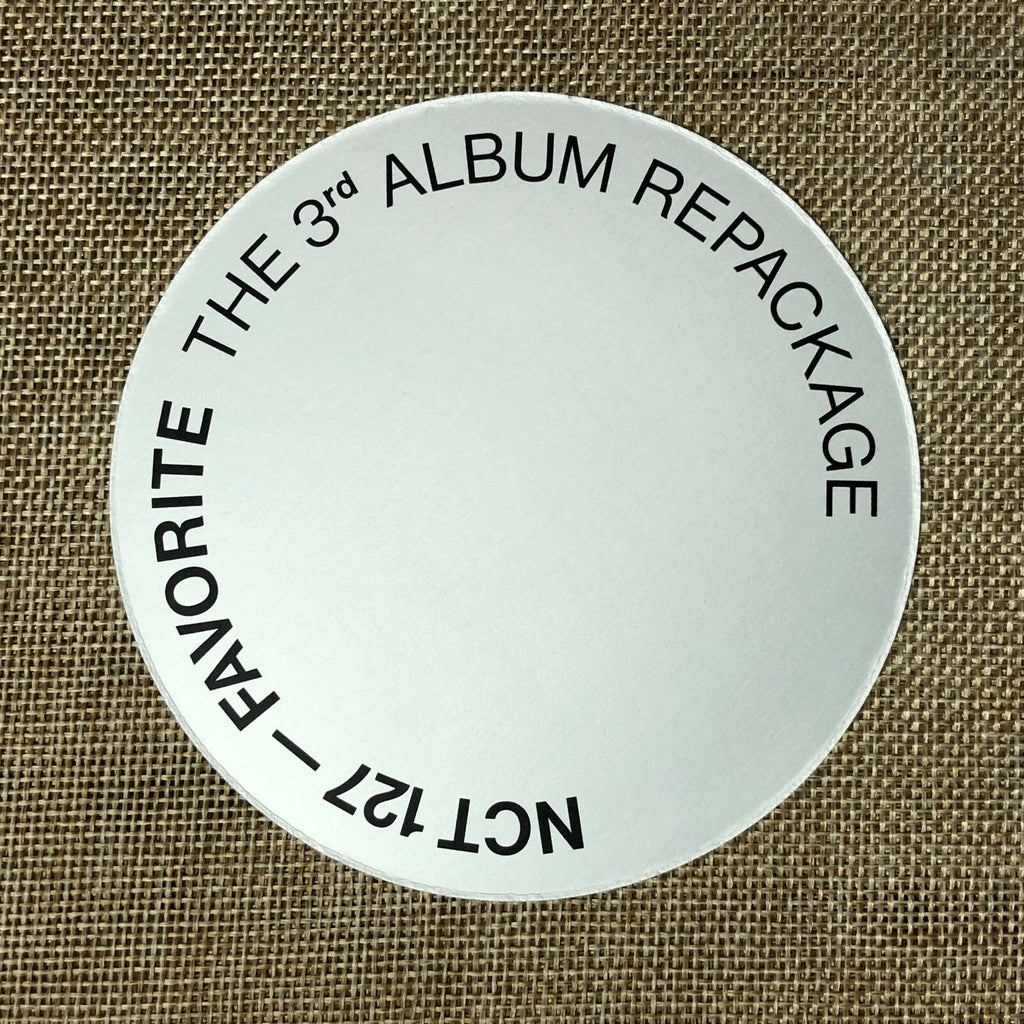 NCT 127 — FAVORITE THE 3rd ALBUM REPACKAGE